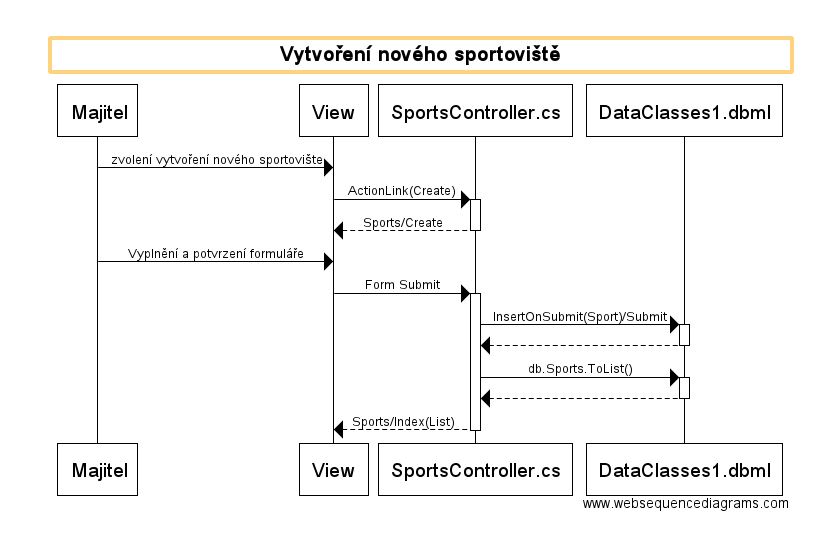 Vytvoření nového sportoviště
Majitel
View
SportsController.cs
DataClasses1.dbml
zvolení vytvoření nového sportovište
ActionLink(Create)
Sports/Create
Vyplnění a potvrzení formuláře
Form Submit
InsertOnSubmit(Sport)/Submit
db.Sports.ToList()
Sports/Index(List)
Majitel
View
SportsController.cs
DataClasses1.dbml
www.websequencediagrams.com